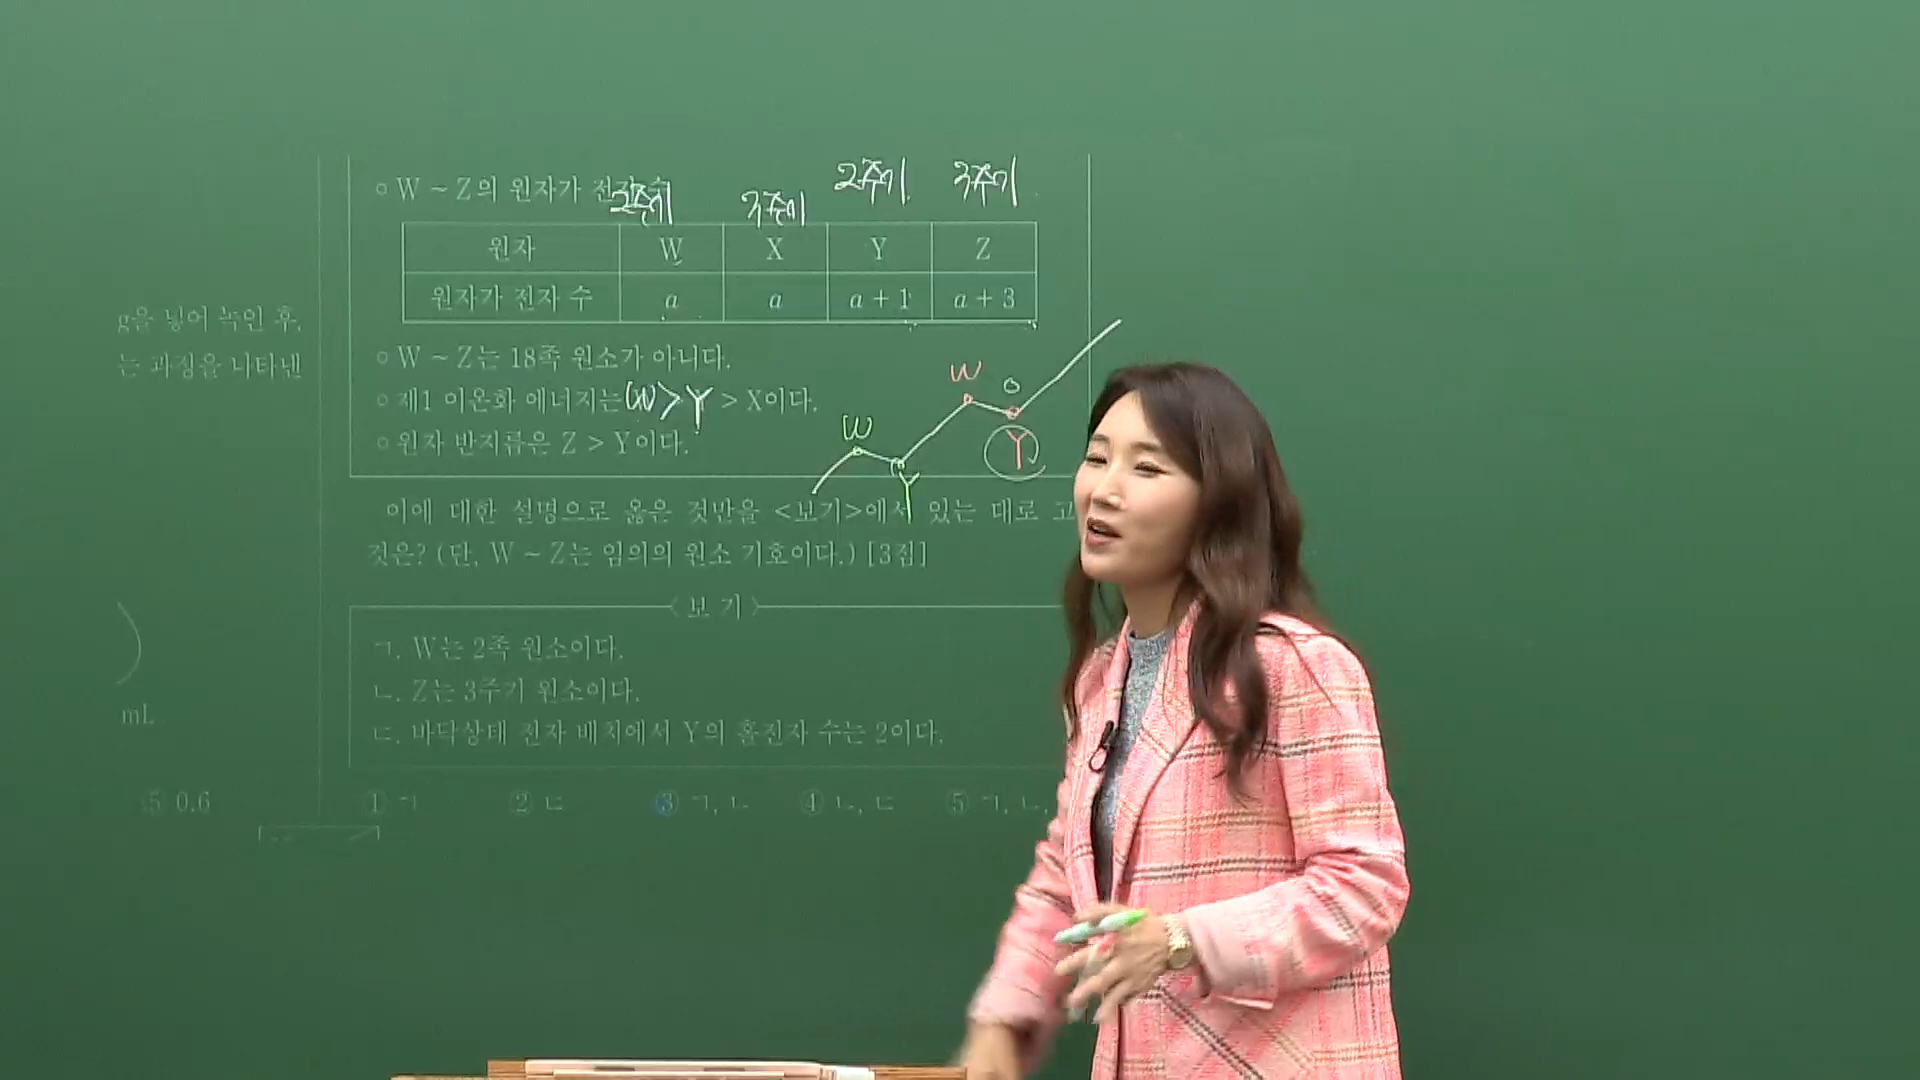 g을 넣어 녹인 후,
는 과정을 나타낸
mL
⑤ 0.6
2주기 3주기
○ W ~ Z의 원자가 전자 수
2주기 3주기
원자 W X Y Z
원자가 전자 수 a a a + 1 a + 3
○ W ~ Z는 18족 원소가 아니다.
○ 제1 이온화 에너지는 W > Y > X이다.
○ 원자 반지름은 Z > Y이다.
W Y W O Y
이에 대한 설명으로 옳은 것만을 <보기>에서 있는 대로 고
것은? (단, W ~ Z는 임의의 원소 기호이다.) [3점]
<보 기>
ㄱ. W는 2족 원소이다.
ㄴ. Z는 3주기 원소이다.
ㄷ. 바닥상태 전자 배치에서 Y의 홀전자 수는 2이다.
① ㄱ ② ㄷ ③ ㄱ, ㄴ ④ ㄴ, ㄷ ⑤ ㄱ, ㄴ,